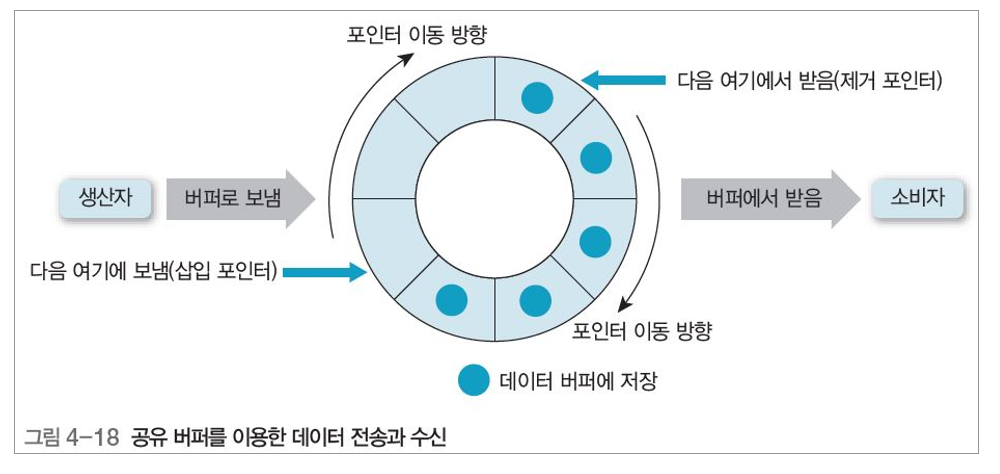 포인터 이동 방향
다음 여기에서 받음(제거 포인터)
생산자
버퍼로 보냄
버퍼에서 받음
소비자
다음 여기에 보냄(삽입 포인터)
포인터 이동 방향
데이터 버퍼에 저장
그림 4-18 공유 버퍼를 이용한 데이터 전송과 수신